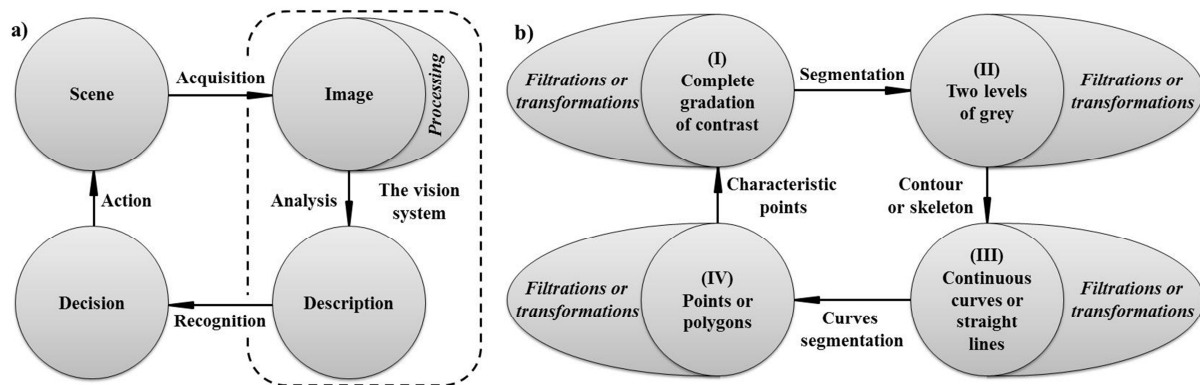 a)
Scene
Acquisition
Image
Processing
Action
Analysis
The vision
system
Decision
Recognition
Description
b)
Filtrations or
transformations
(I)
Complete
gradation
of contrast
Segmentation
(II)
Two levels
of grey
Filtrations or
transformations
Characteristic
points
Contour
or skeleton
Filtrations or
transformations
(IV)
Points or
polygons
Curves
segmentation
(III)
Continuous
curves or
straight
lines
Filtrations or
transformations